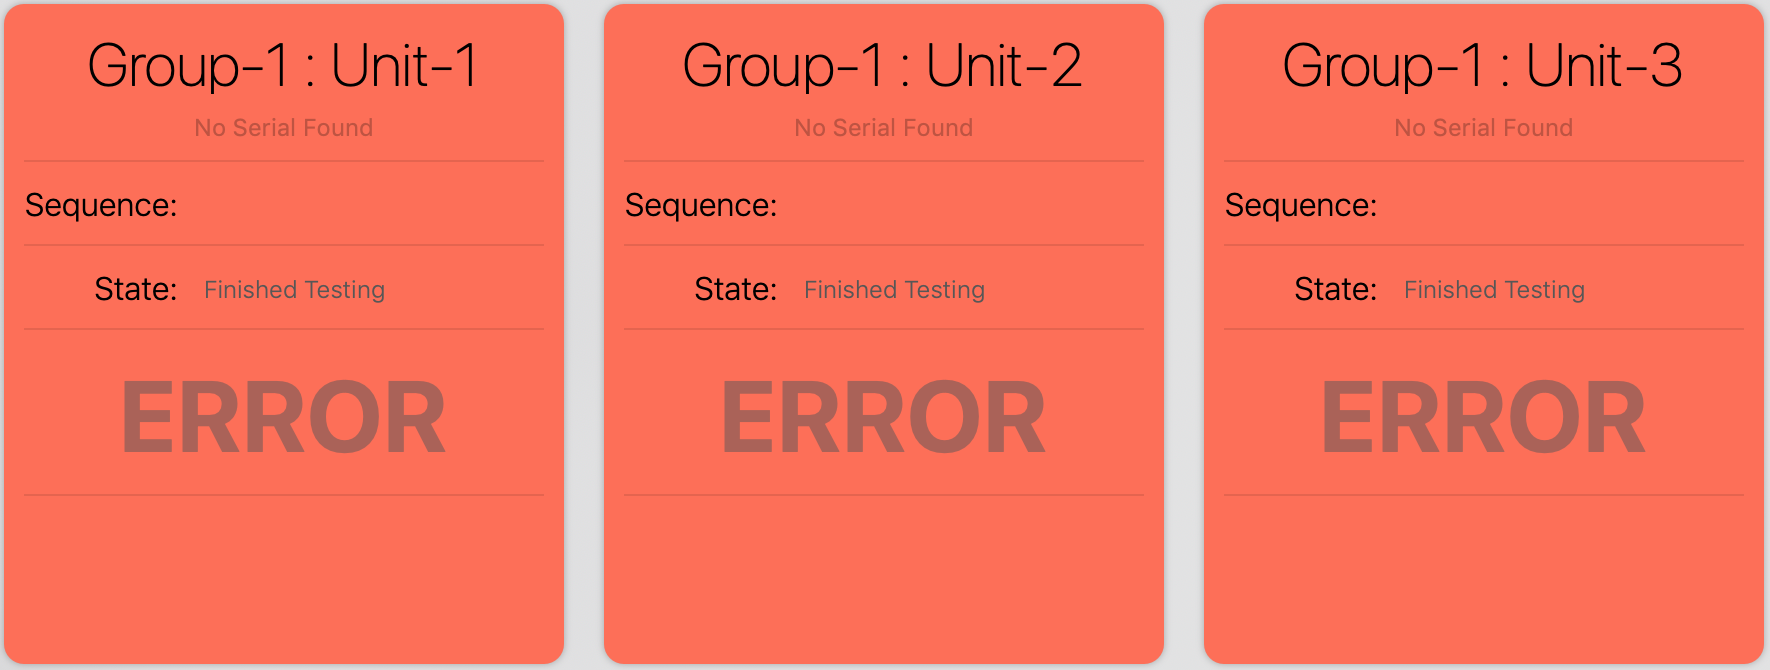 Group-1 : Unit-1
No Serial Found
Sequence:
State: Finished Testing
ERROR
Group-1 : Unit-2
No Serial Found
Sequence:
State: Finished Testing
ERROR
Group-1 : Unit-3
No Serial Found
Sequence:
State: Finished Testing
ERROR